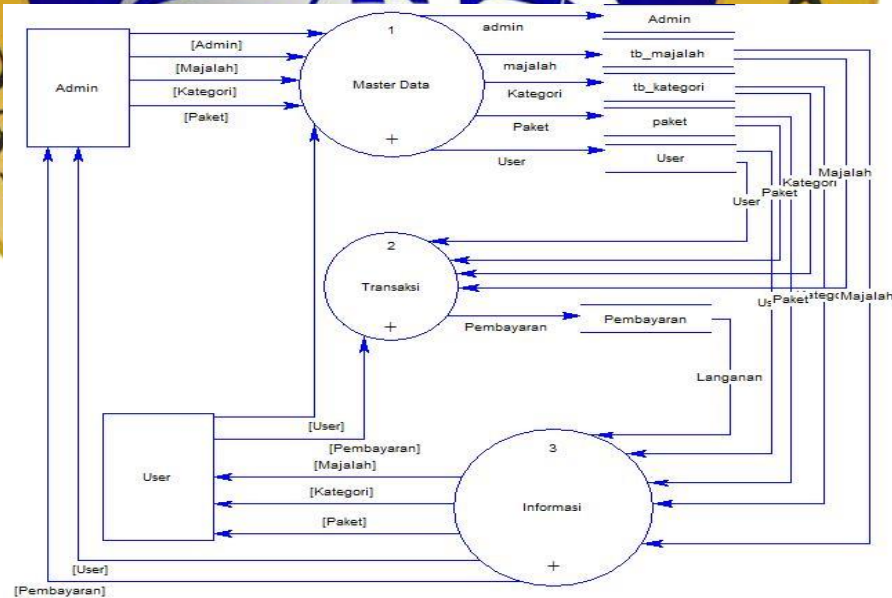 1
admin
Admin
[Admin]
majalah
tb_majalah
[Majalah]
Admin
Master Data
Kategori
tb_kategori
[Kategori]
Paket
paket
[Paket]
+
User
User
Majalah
Kategori
Paket
User
2
Transaksi
+
Paket
Majalah
Pembayaran
Pembayaran
Langanan
[User]
[Pembayaran]
3
[Majalah]
User
[Kategori]
Informasi
[Paket]
+
[User]
[Pembayaran]